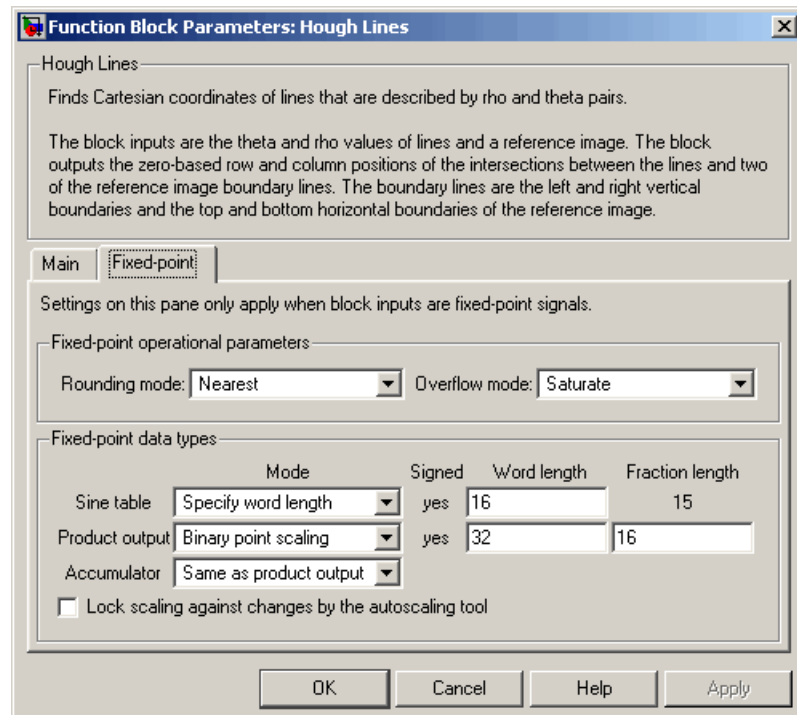 Function Block Parameters: Hough Lines
Hough Lines
Finds Cartesian coordinates of lines that are described by rho and theta pairs.
The block inputs are the theta and rho values of lines and a reference image. The block
outputs the zero-based row and column positions of the intersections between the lines and two
of the reference image boundary lines. The boundary lines are the left and right vertical
boundaries and the top and bottom horizontal boundaries of the reference image.
Main Fixed-point
Settings on this pane only apply when block inputs are fixed-point signals.
Fixed-point operational parameters
Rounding mode: Nearest Overflow mode: Saturate
Fixed-point data types
Mode Signed Word length Fraction length
Sine table Specify word length yes 16 15
Product output Binary point scaling yes 32 16
Accumulator Same as product output
Lock scaling against changes by the autoscaling tool
OK Cancel Help Apply